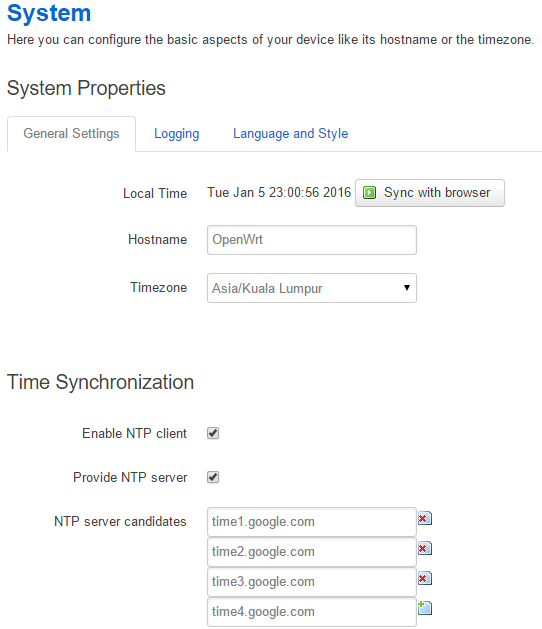 System
Here you can configure the basic aspects of your device like its hostname or the timezone.
System Properties
General Settings Logging Language and Style
Local Time Tue Jan 5 23:00:56 2016 Sync with browser
Hostname OpenWrt
Timezone Asia/Kuala Lumpur
Time Synchronization
Enable NTP client
Provide NTP server
NTP server candidates time1.google.com
time2.google.com
time3.google.com
time4.google.com